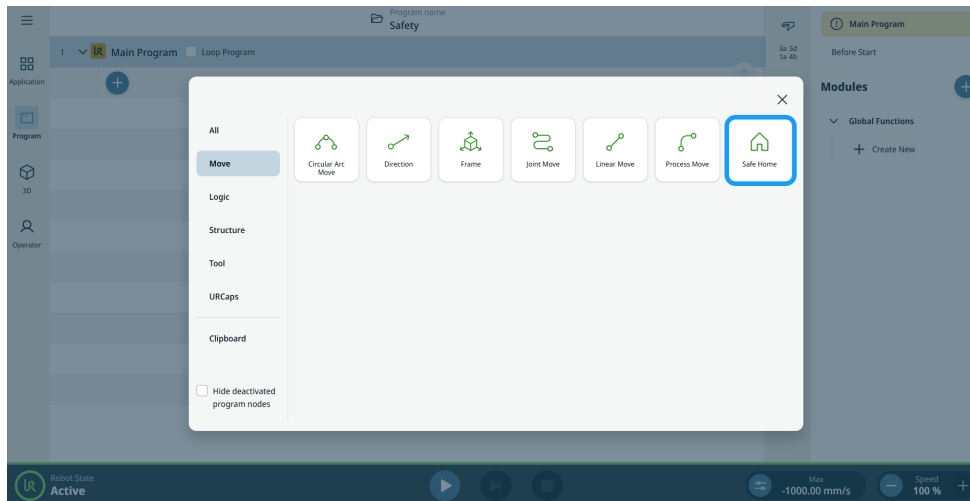 Program name
Safety
1 UR Main Program Loop Program
3a 5d
1a 4b
Main Program
Before Start
Modules
Global Functions
Create New
Application
Program
3D
Operator
All
Move
Logic
Structure
Tool
URCaps
Clipboard
Hide deactivated
program nodes
Circular Arc
Move
Direction
Frame
Joint Move
Linear Move
Process Move
Safe Home
UR
Robot State
Active
Max
-1000.00 mm/s
Speed
100 %